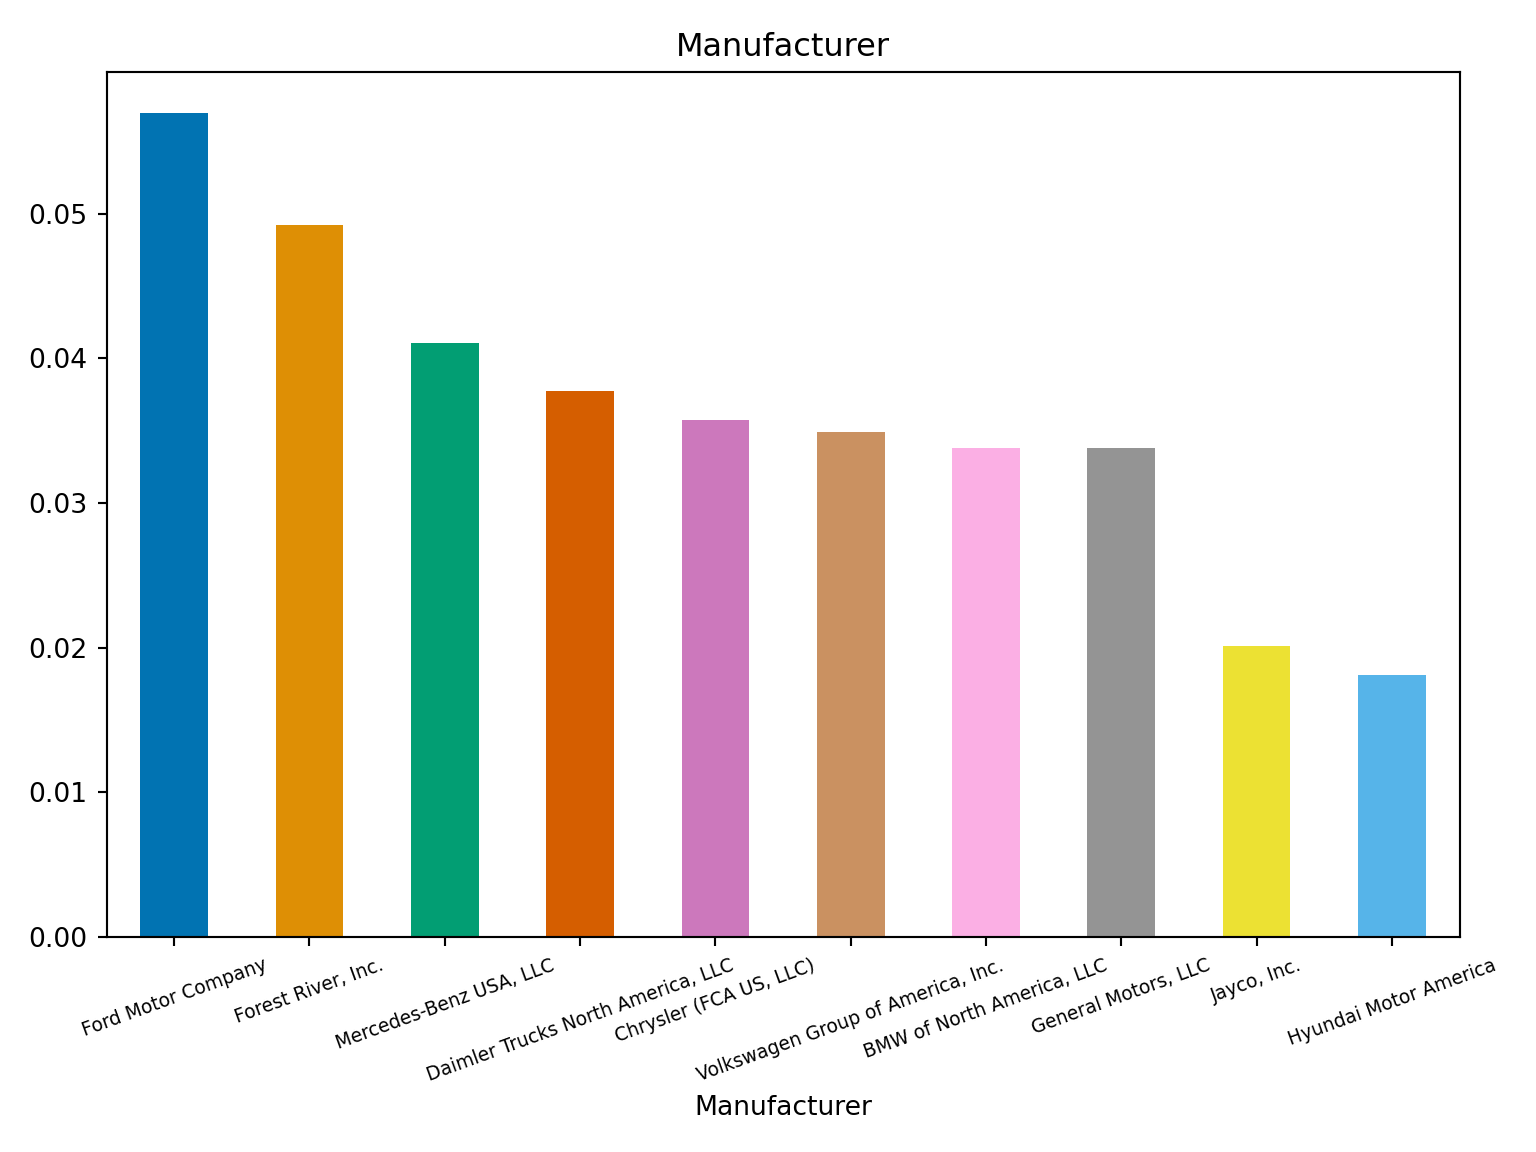 Manufacturer
0.05
0.04
0.03
0.02
0.01
0.00
Ford Motor Company
Forest River, Inc.
Mercedes-Benz USA, LLC
Daimler Trucks North America, LLC
Chrysler (FCA US, LLC)
Volkswagen Group of America, Inc.
BMW of North America, LLC
General Motors, LLC
Jayco, Inc.
Hyundai Motor America
Manufacturer